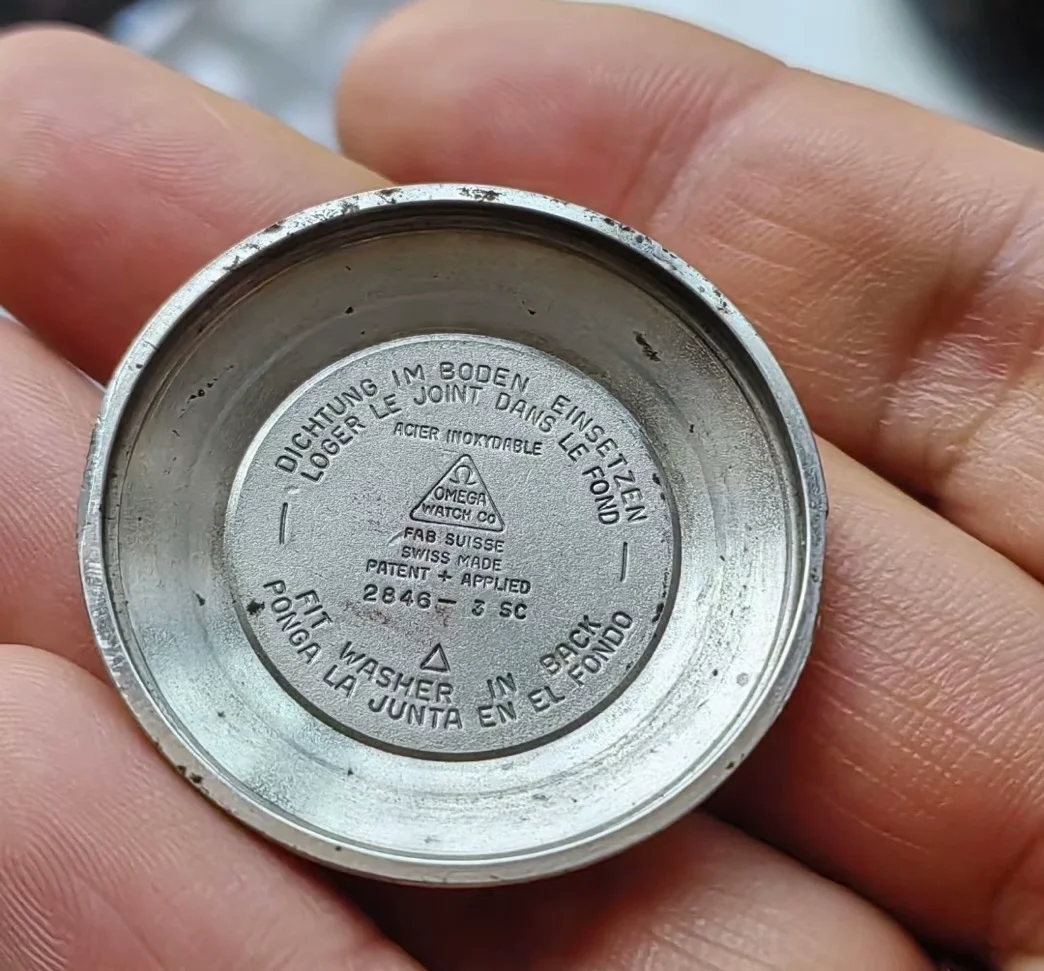 DICHTUNG IM BODEN EINSETZEN
LOGER LE JOINT DANS LE FOND
ACIER INOXYDABLE
Ω
OMEGA
WATCH Co
FAB SUISSE
SWISS MADE
PATENT + APPLIED
2846 - 3 SC
FIT WASHER IN BACK
PONGA LA JUNTA EN EL FONDO